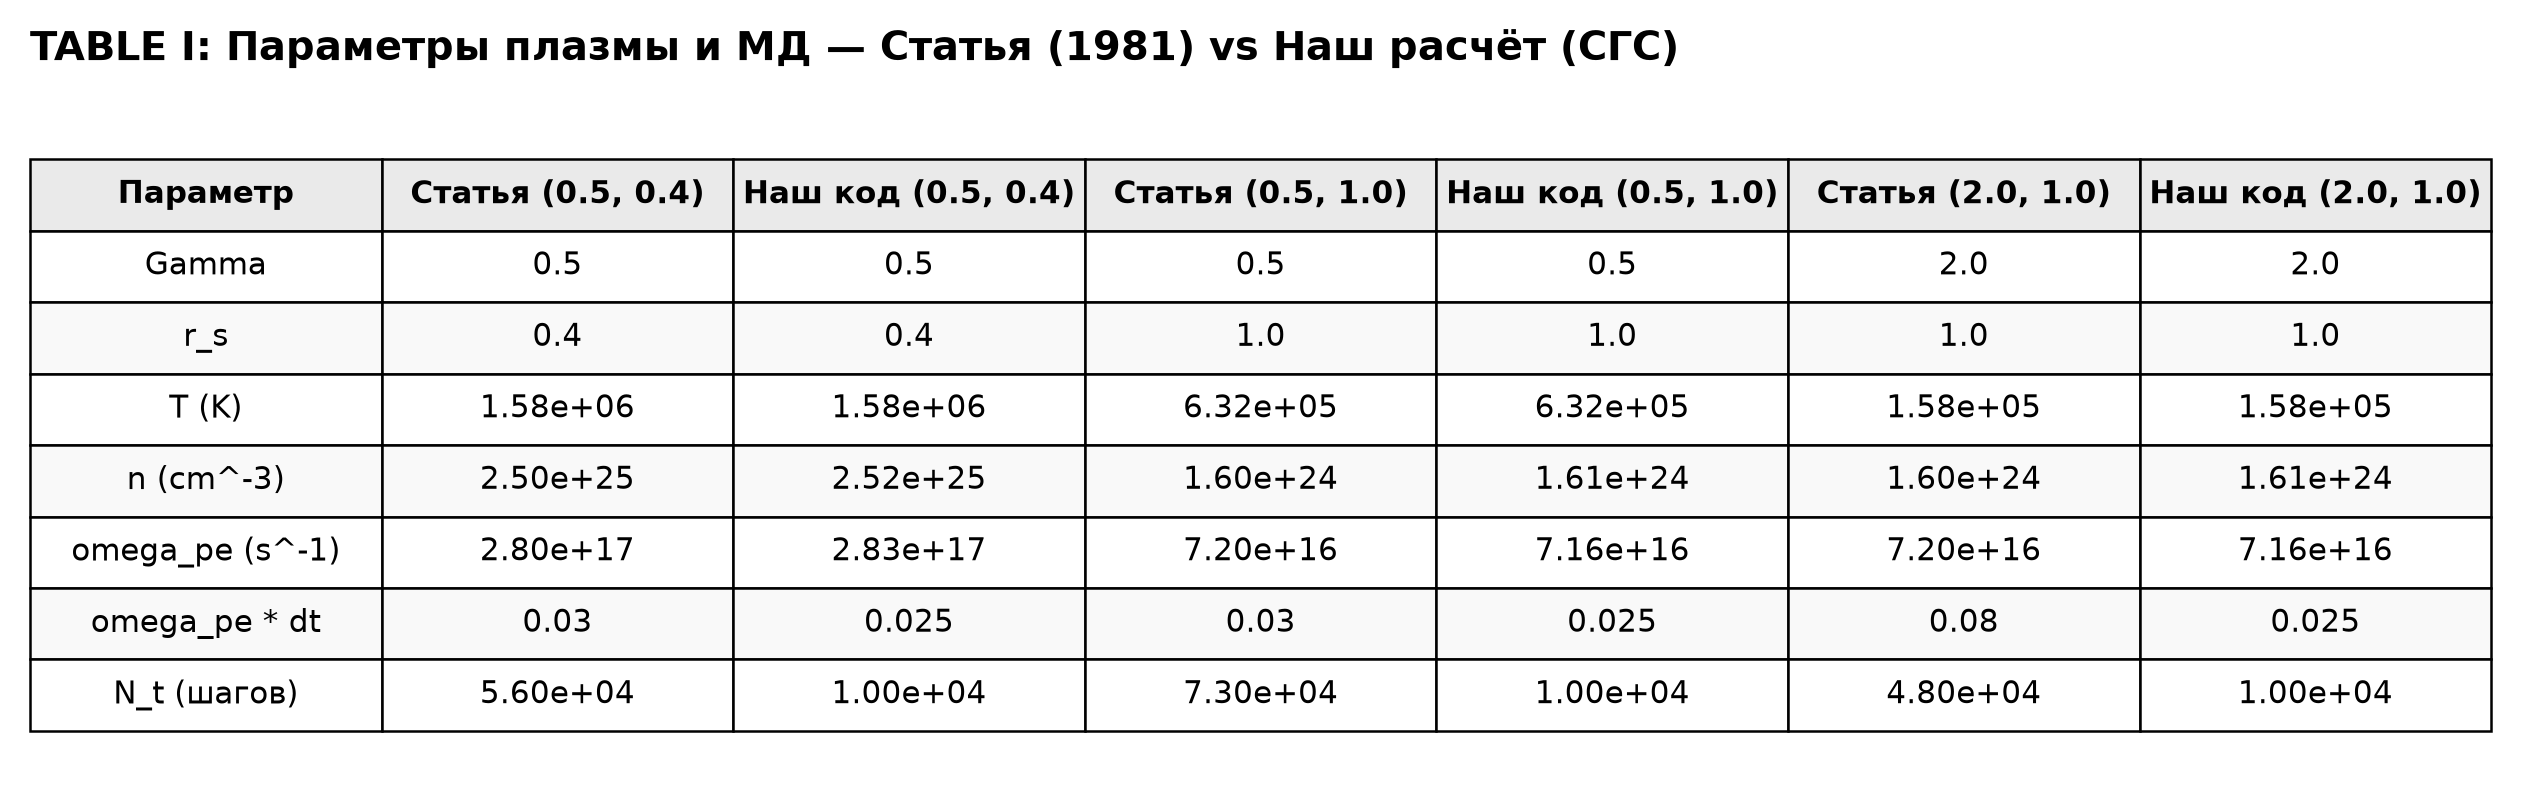 TABLE I: Параметры плазмы и МД — Статья (1981) vs Наш расчёт (СГС)
Параметр Статья (0.5, 0.4) Наш код (0.5, 0.4) Статья (0.5, 1.0) Наш код (0.5, 1.0) Статья (2.0, 1.0) Наш код (2.0, 1.0)
Gamma 0.5 0.5 0.5 0.5 2.0 2.0
r_s 0.4 0.4 1.0 1.0 1.0 1.0
T (K) 1.58e+06 1.58e+06 6.32e+05 6.32e+05 1.58e+05 1.58e+05
n (cm^-3) 2.50e+25 2.52e+25 1.60e+24 1.61e+24 1.60e+24 1.61e+24
omega_pe (s^-1) 2.80e+17 2.83e+17 7.20e+16 7.16e+16 7.20e+16 7.16e+16
omega_pe * dt 0.03 0.025 0.03 0.025 0.08 0.025
N_t (шагов) 5.60e+04 1.00e+04 7.30e+04 1.00e+04 4.80e+04 1.00e+04